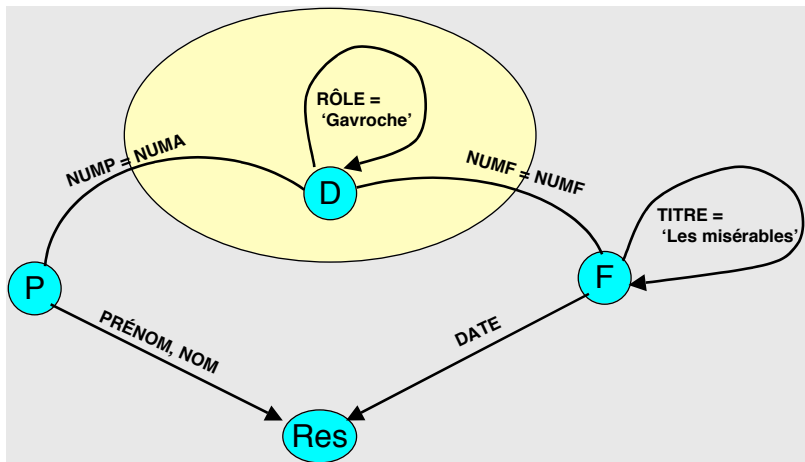 RÔLE =
‘Gavroche’
NUMP = NUMA
NUMF = NUMF
D
TITRE =
‘Les misérables’
P
F
PRÉNOM, NOM
DATE
Res